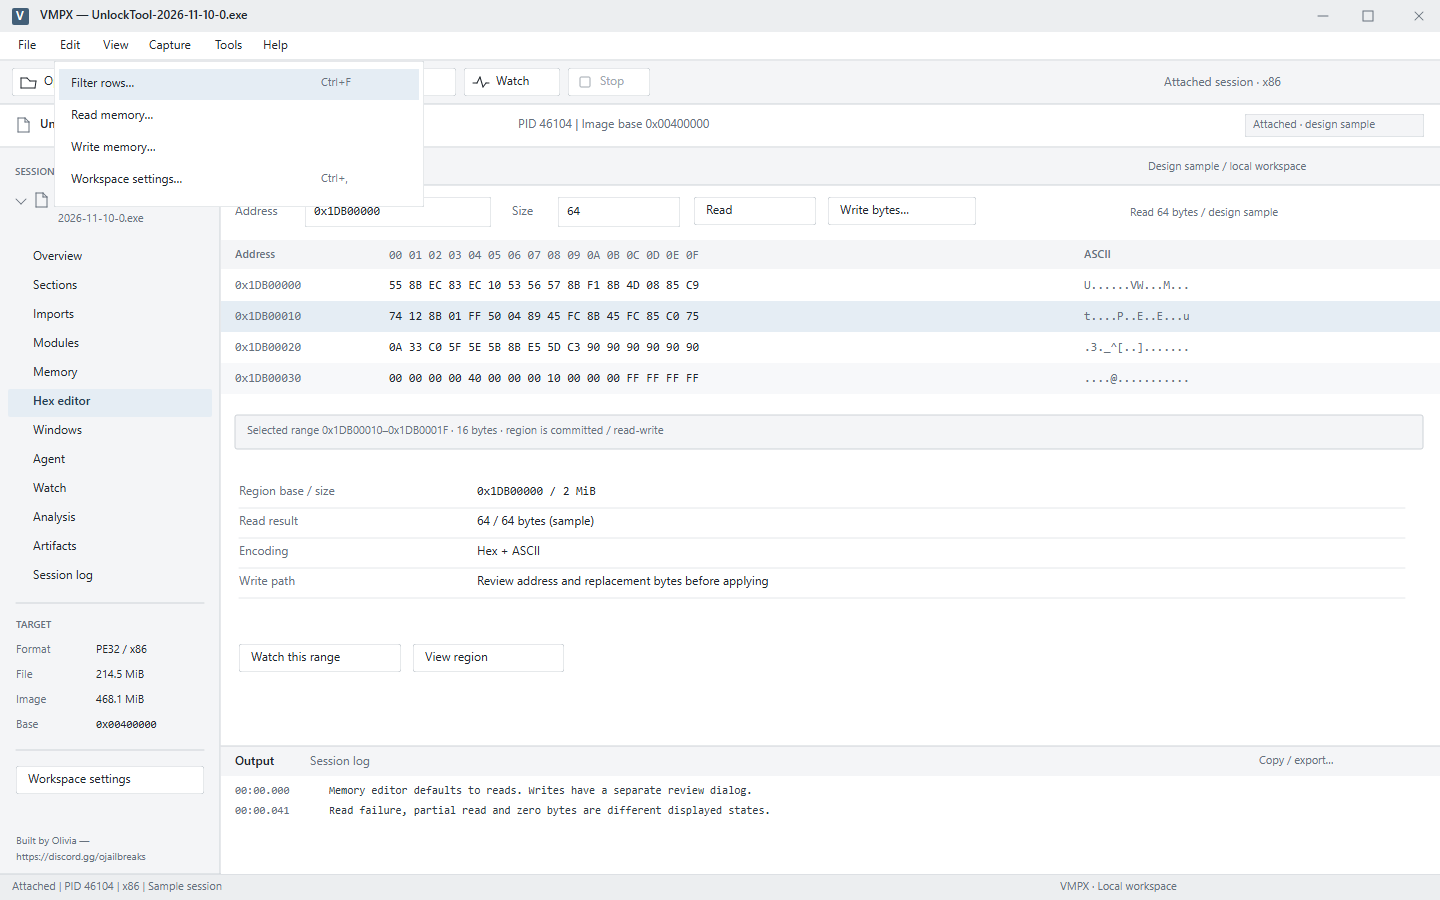 V VMPX — UnlockTool-2026-11-10-0.exe
File Edit View Capture Tools Help
Filter rows... Ctrl+F
Read memory...
Write memory...
Workspace settings... Ctrl+,
Watch Stop Attached session · x86
PID 46104 | Image base 0x00400000 Attached · design sample
SESSION Design sample / local workspace
2026-11-10-0.exe
Overview
Sections
Imports
Modules
Memory
Hex editor
Windows
Agent
Watch
Analysis
Artifacts
Session log
TARGET
Format PE32 / x86
File 214.5 MiB
Image 468.1 MiB
Base 0x00400000
Workspace settings
Built by Olivia —
https://discord.gg/ojailbreaks
Address 0x1DB00000 Size 64 Read Write bytes... Read 64 bytes / design sample
Address 00 01 02 03 04 05 06 07 08 09 0A 0B 0C 0D 0E 0F ASCII
0x1DB00000 55 8B EC 83 EC 10 53 56 57 8B F1 8B 4D 08 85 C9 U......VW...M...
0x1DB00010 74 12 8B 01 FF 50 04 89 45 FC 8B 45 FC 85 C0 75 t....P..E..E...u
0x1DB00020 0A 33 C0 5F 5E 5B 8B E5 5D C3 90 90 90 90 90 90 .3._^[..].......
0x1DB00030 00 00 00 00 40 00 00 00 10 00 00 00 FF FF FF FF ....@...........
Selected range 0x1DB00010–0x1DB0001F · 16 bytes · region is committed / read-write
Region base / size 0x1DB00000 / 2 MiB
Read result 64 / 64 bytes (sample)
Encoding Hex + ASCII
Write path Review address and replacement bytes before applying
Watch this range View region
Output Session log Copy / export...
00:00.000 Memory editor defaults to reads. Writes have a separate review dialog.
00:00.041 Read failure, partial read and zero bytes are different displayed states.
Attached | PID 46104 | x86 | Sample session VMPX · Local workspace